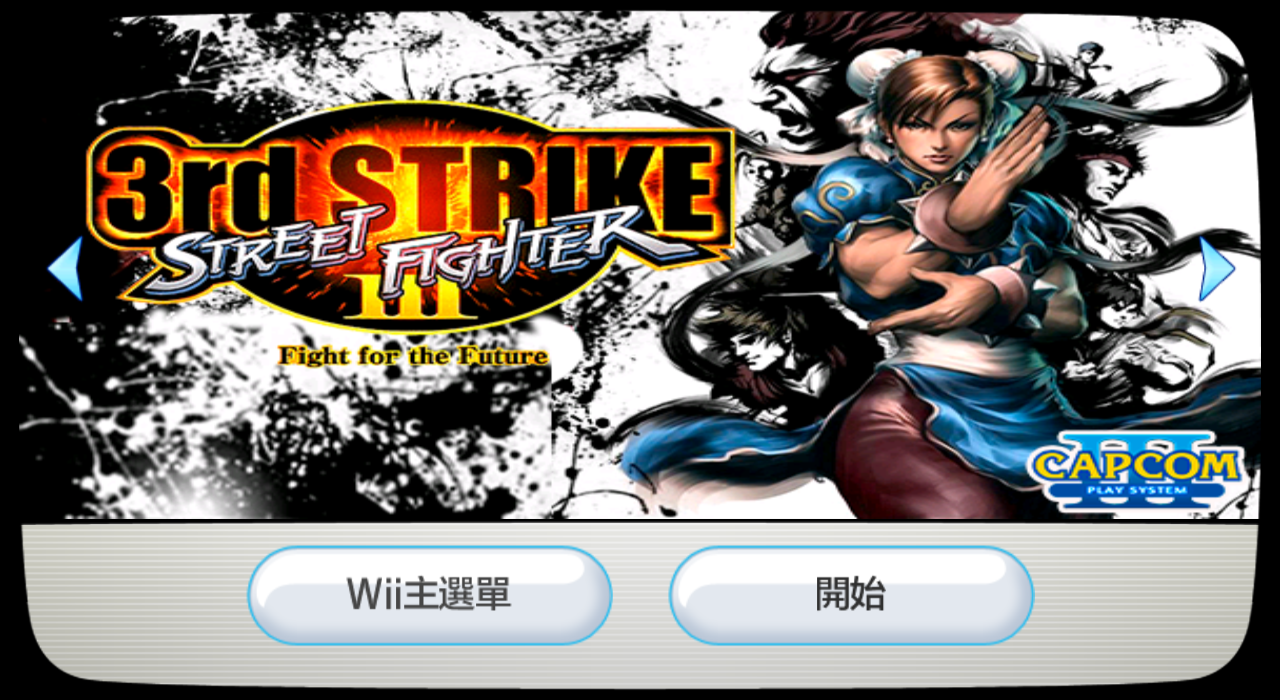 3rd STRIKE
STREET FIGHTER
III
Fight for the Future
CAPCOM
PLAY SYSTEM
III
Wii主選單
開始